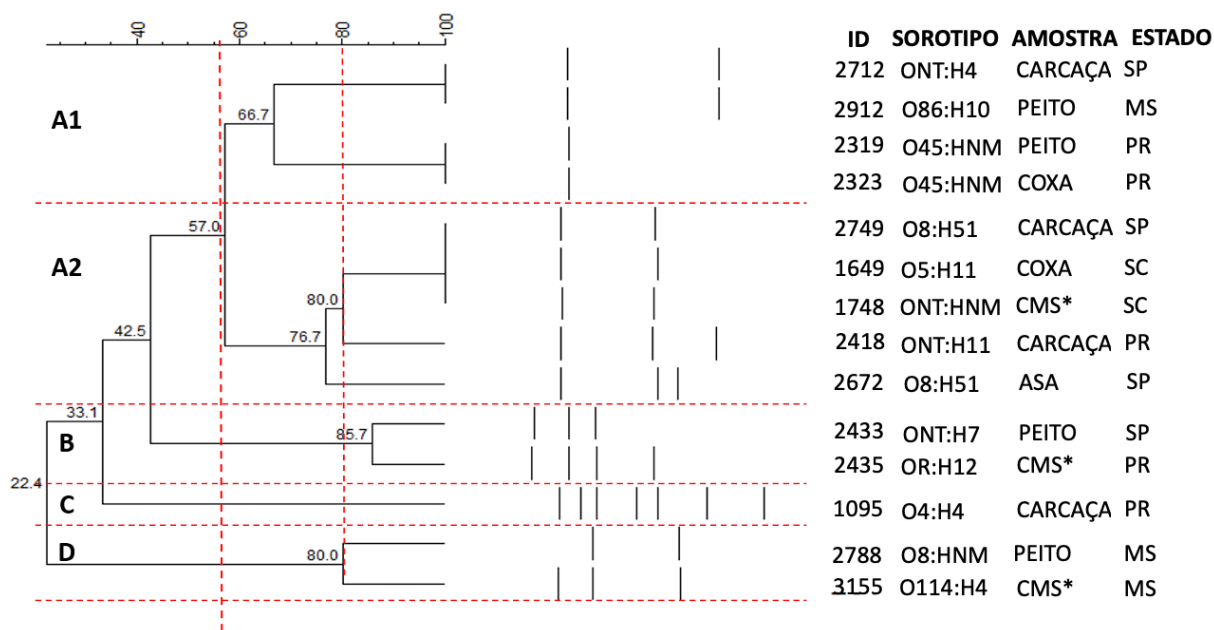 40 60 80 100
ID SOROTIPO AMOSTRA ESTADO
2712 ONT:H4 CARCAÇA SP
A1 66.7 2912 O86:H10 PEITO MS
2319 O45:HNM PEITO PR
2323 O45:HNM COXA PR
57.0 2749 O8:H51 CARCAÇA SP
A2 1649 O5:H11 COXA SC
80.0 1748 ONT:HNM CMS* SC
42.5 76.7 2418 ONT:H11 CARCAÇA PR
2672 O8:H51 ASA SP
33.1 B 85.7 2433 ONT:H7 PEITO SP
2435 OR:H12 CMS* PR
22.4 C 1095 O4:H4 CARCAÇA PR
D 80.0 2788 O8:HNM PEITO MS
3155 O114:H4 CMS* MS